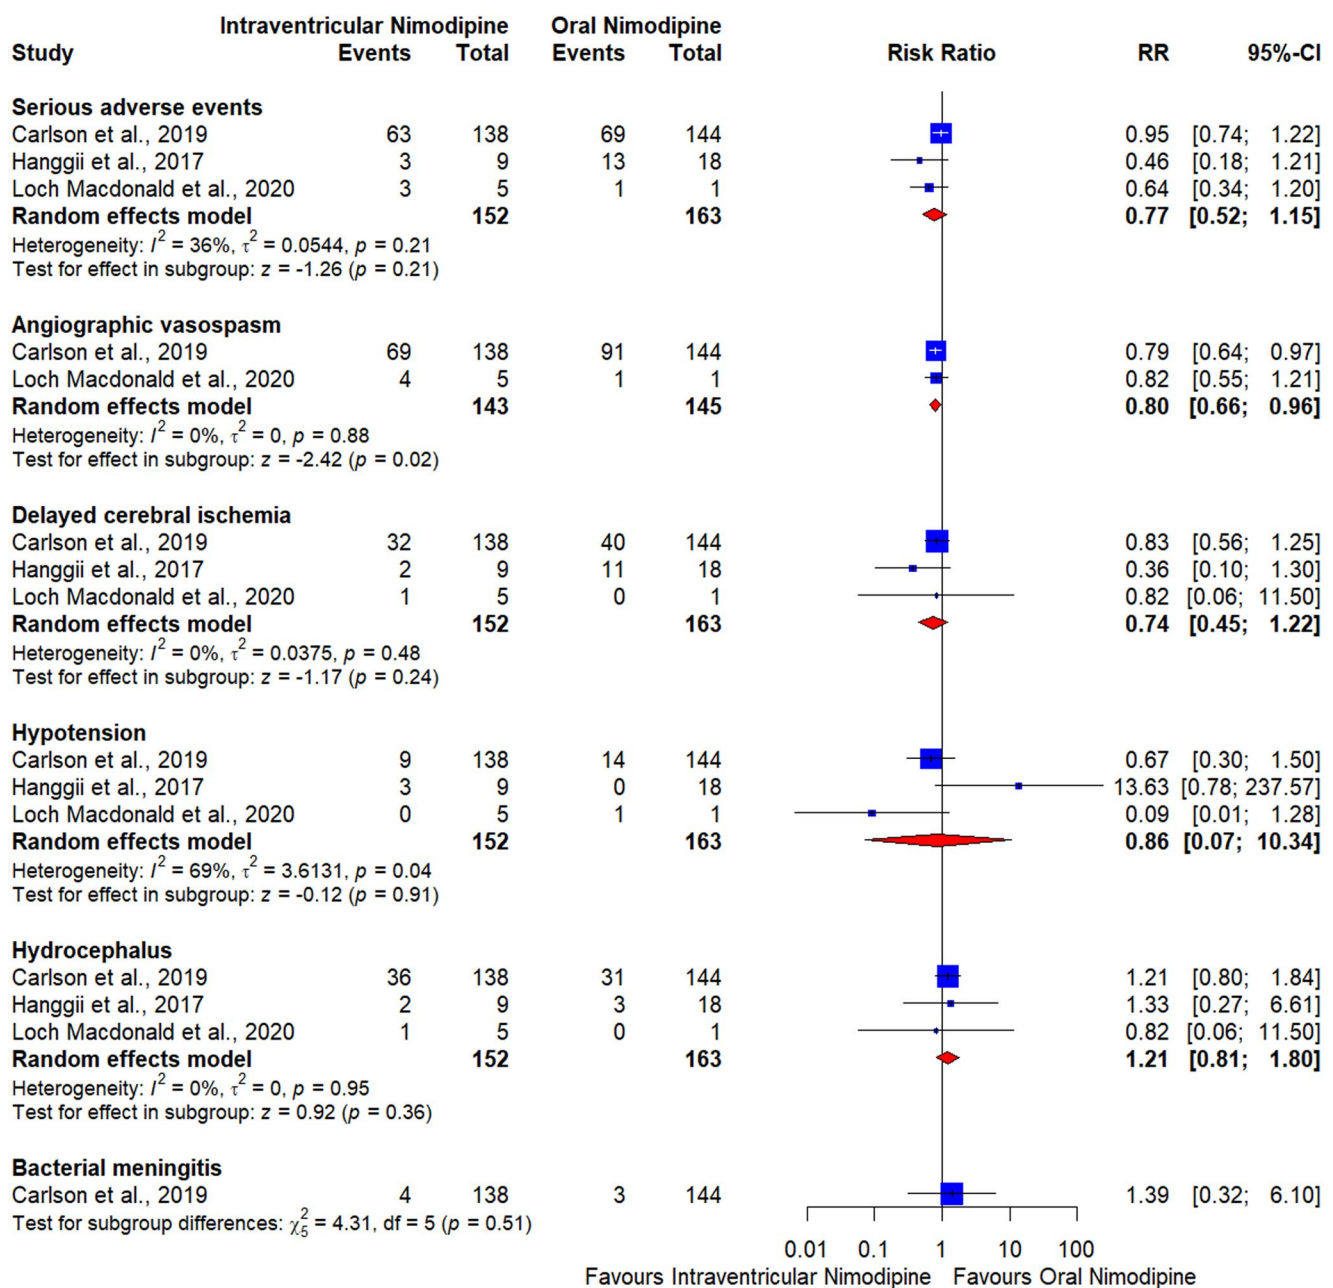 Intraventricular Nimodipine Oral Nimodipine
Study Events Total Events Total Risk Ratio RR 95%-CI
Serious adverse events
Carlson et al., 2019 63 138 69 144 0.95 [0.74; 1.22]
Hanggii et al., 2017 3 9 13 18 0.46 [0.18; 1.21]
Loch Macdonald et al., 2020 3 5 1 1 0.64 [0.34; 1.20]
Random effects model 152 163 0.77 [0.52; 1.15]
Heterogeneity: I² = 36%, τ² = 0.0544, p = 0.21
Test for effect in subgroup: z = -1.26 (p = 0.21)
Angiographic vasospasm
Carlson et al., 2019 69 138 91 144 0.79 [0.64; 0.97]
Loch Macdonald et al., 2020 4 5 1 1 0.82 [0.55; 1.21]
Random effects model 143 145 0.80 [0.66; 0.96]
Heterogeneity: I² = 0%, τ² = 0, p = 0.88
Test for effect in subgroup: z = -2.42 (p = 0.02)
Delayed cerebral ischemia
Carlson et al., 2019 32 138 40 144 0.83 [0.56; 1.25]
Hanggii et al., 2017 2 9 11 18 0.36 [0.10; 1.30]
Loch Macdonald et al., 2020 1 5 0 1 0.82 [0.06; 11.50]
Random effects model 152 163 0.74 [0.45; 1.22]
Heterogeneity: I² = 0%, τ² = 0.0375, p = 0.48
Test for effect in subgroup: z = -1.17 (p = 0.24)
Hypotension
Carlson et al., 2019 9 138 14 144 0.67 [0.30; 1.50]
Hanggii et al., 2017 3 9 0 18 13.63 [0.78; 237.57]
Loch Macdonald et al., 2020 0 5 1 1 0.09 [0.01; 1.28]
Random effects model 152 163 0.86 [0.07; 10.34]
Heterogeneity: I² = 69%, τ² = 3.6131, p = 0.04
Test for effect in subgroup: z = -0.12 (p = 0.91)
Hydrocephalus
Carlson et al., 2019 36 138 31 144 1.21 [0.80; 1.84]
Hanggii et al., 2017 2 9 3 18 1.33 [0.27; 6.61]
Loch Macdonald et al., 2020 1 5 0 1 0.82 [0.06; 11.50]
Random effects model 152 163 1.21 [0.81; 1.80]
Heterogeneity: I² = 0%, τ² = 0, p = 0.95
Test for effect in subgroup: z = 0.92 (p = 0.36)
Bacterial meningitis
Carlson et al., 2019 4 138 3 144 1.39 [0.32; 6.10]
Test for subgroup differences: χ²₅ = 4.31, df = 5 (p = 0.51)
0.01 0.1 1 10 100
Favours Intraventricular Nimodipine Favours Oral Nimodipine